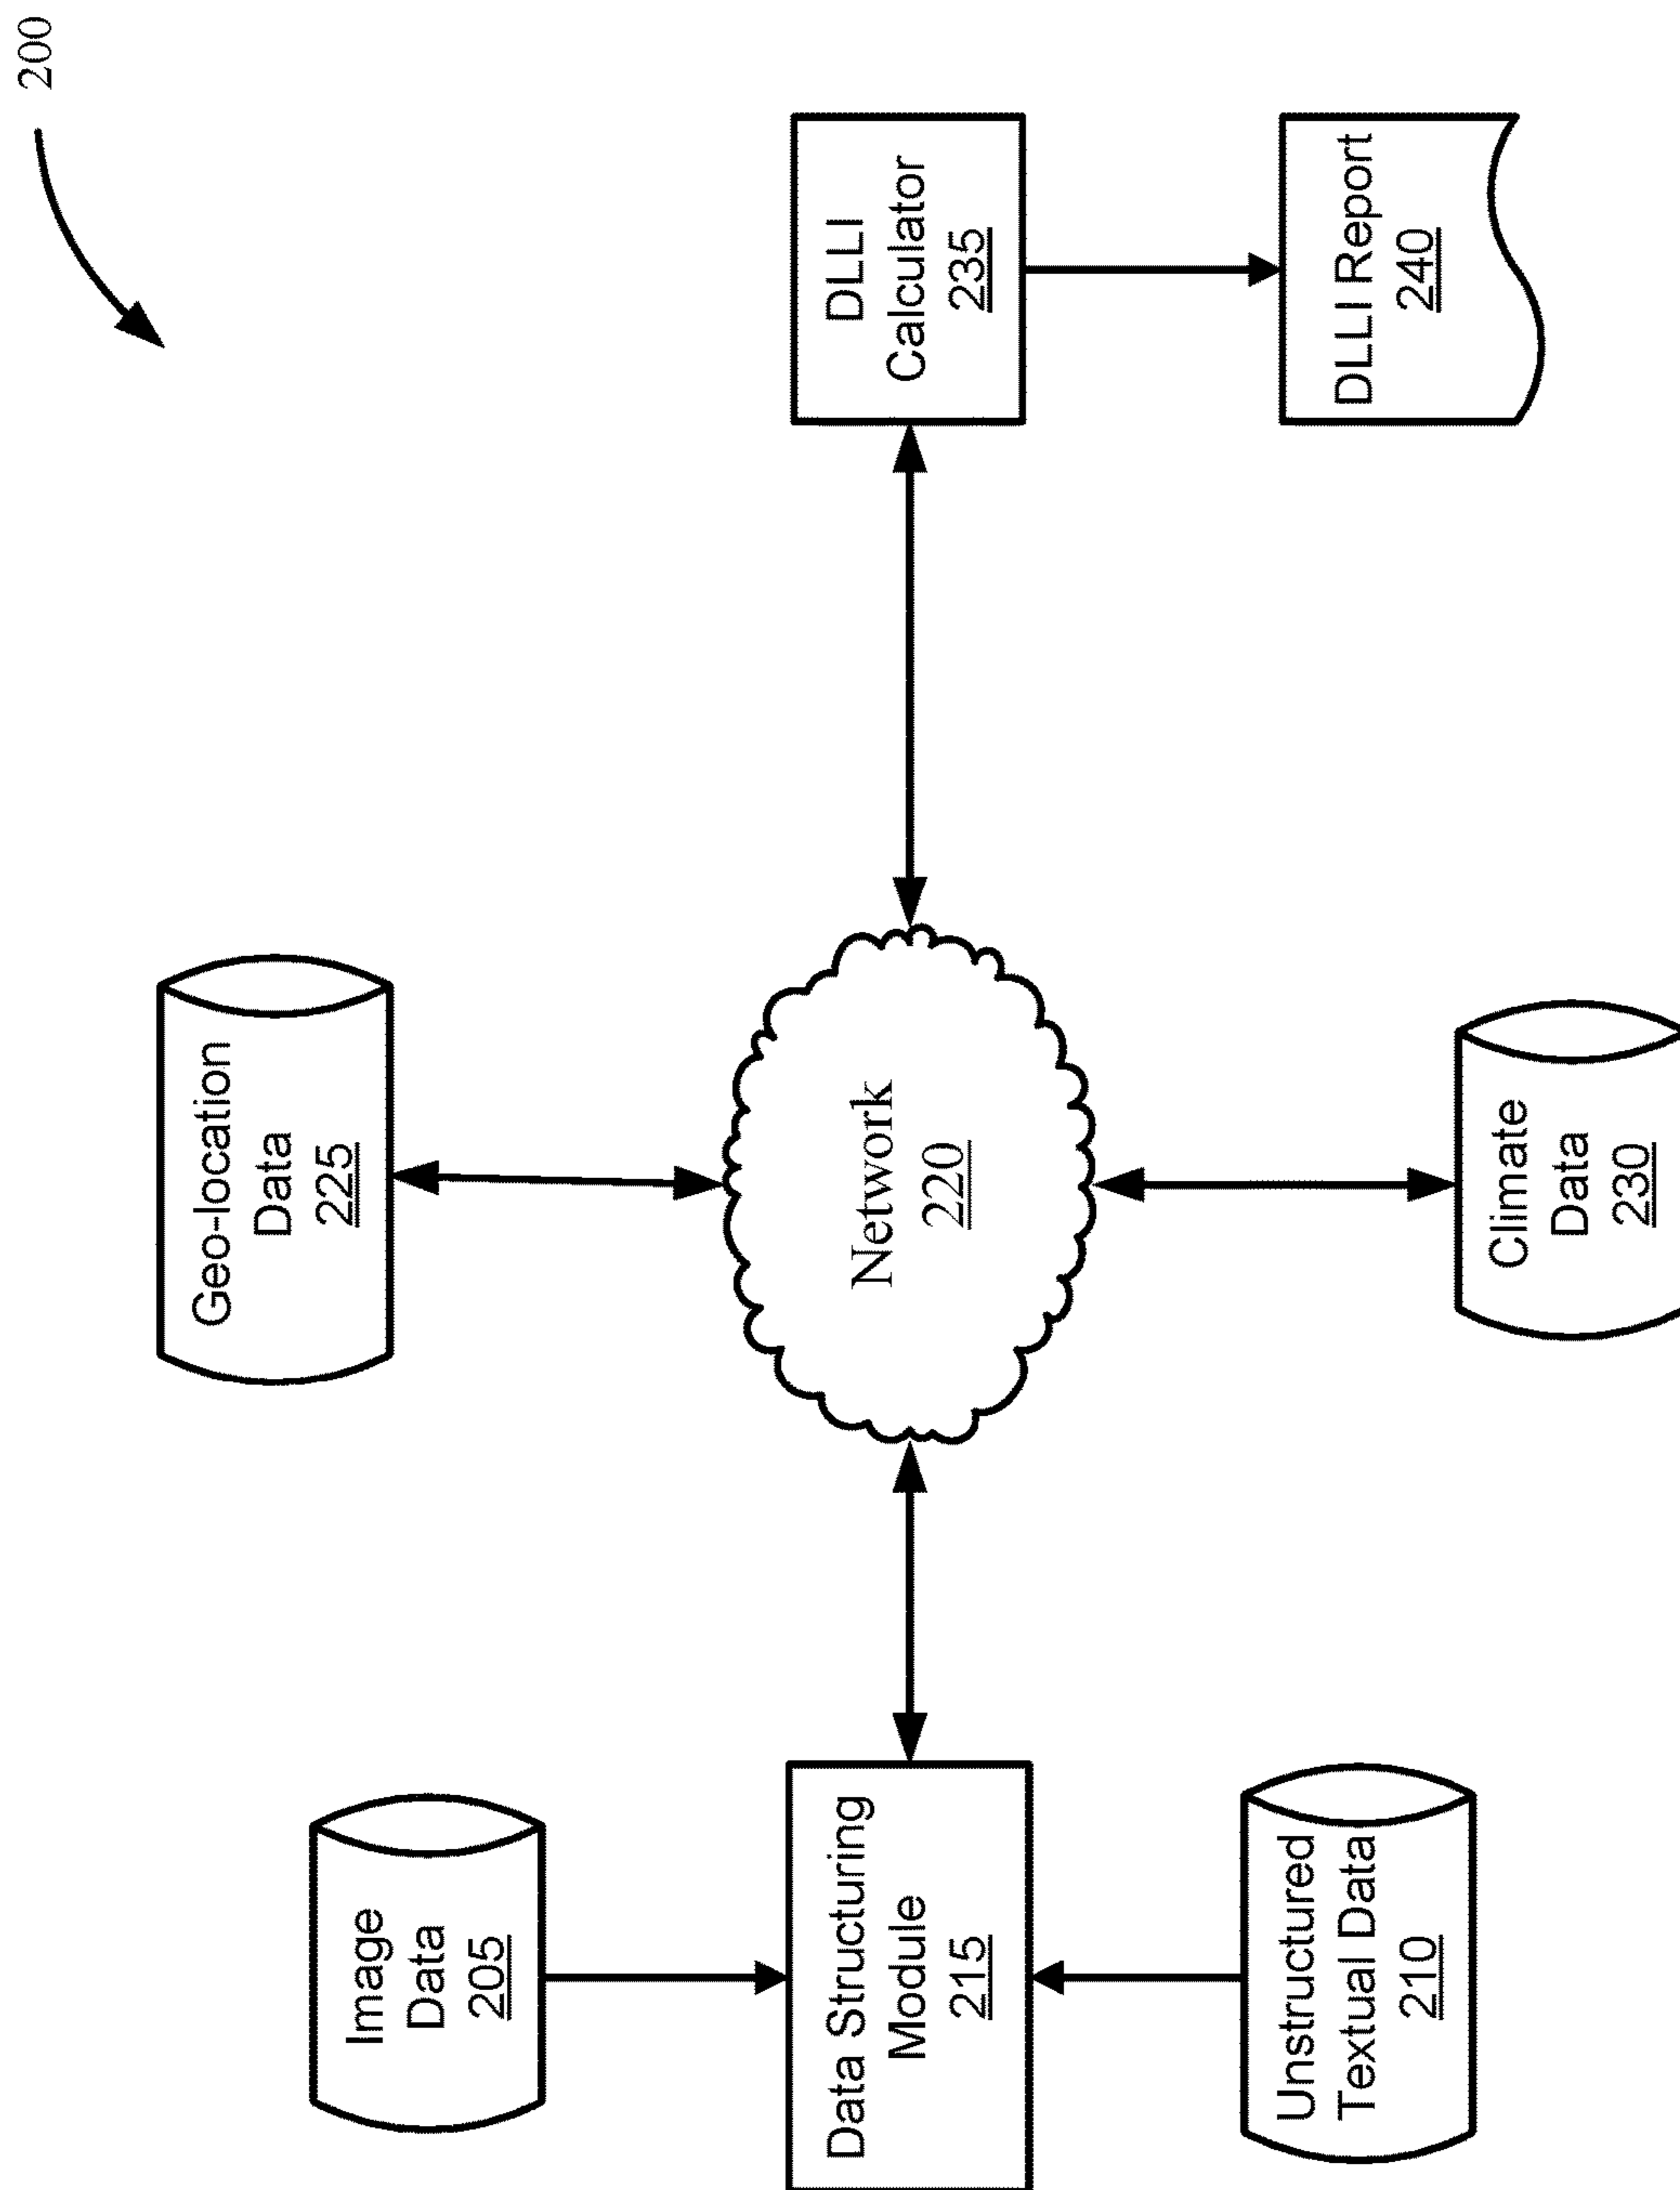 200
Image
Data
205
Data Structuring
Module
215
Unstructured
Textual Data
210
Geo-location
Data
225
Network
220
Climate
Data
230
DLLI
Calculator
235
DLLI Report
240